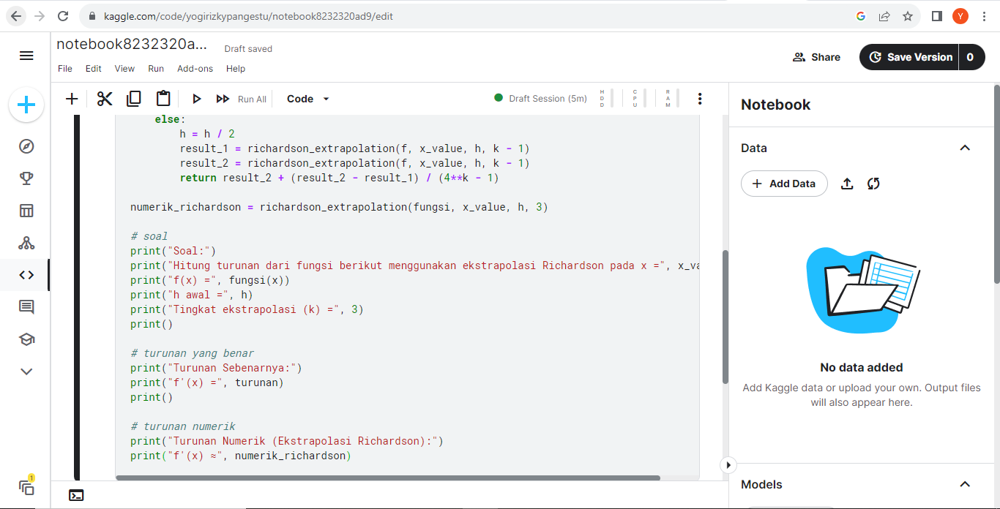 kaggle.com/code/yogirizkypangestu/notebook8232320ad9/edit
Y
notebook8232320a...
Draft saved
File Edit View Run Add-ons Help
Share
Save Version
0
Run All
Code
Draft Session (5m)
HDD
CPU
RAM
else:
h = h / 2
result_1 = richardson_extrapolation(f, x_value, h, k - 1)
result_2 = richardson_extrapolation(f, x_value, h, k - 1)
return result_2 + (result_2 - result_1) / (4**k - 1)
numerik_richardson = richardson_extrapolation(fungsi, x_value, h, 3)
# soal
print("Soal:")
print("Hitung turunan dari fungsi berikut menggunakan ekstrapolasi Richardson pada x =", x_va
print("f(x) =", fungsi(x))
print("h awal =", h)
print("Tingkat ekstrapolasi (k) =", 3)
print()
# turunan yang benar
print("Turunan Sebenarnya:")
print("f'(x) =", turunan)
print()
# turunan numerik
print("Turunan Numerik (Ekstrapolasi Richardson):")
print("f'(x) ≈", numerik_richardson)
1
Notebook
Data
Add Data
No data added
Add Kaggle data or upload your own. Output files
will also appear here.
Models